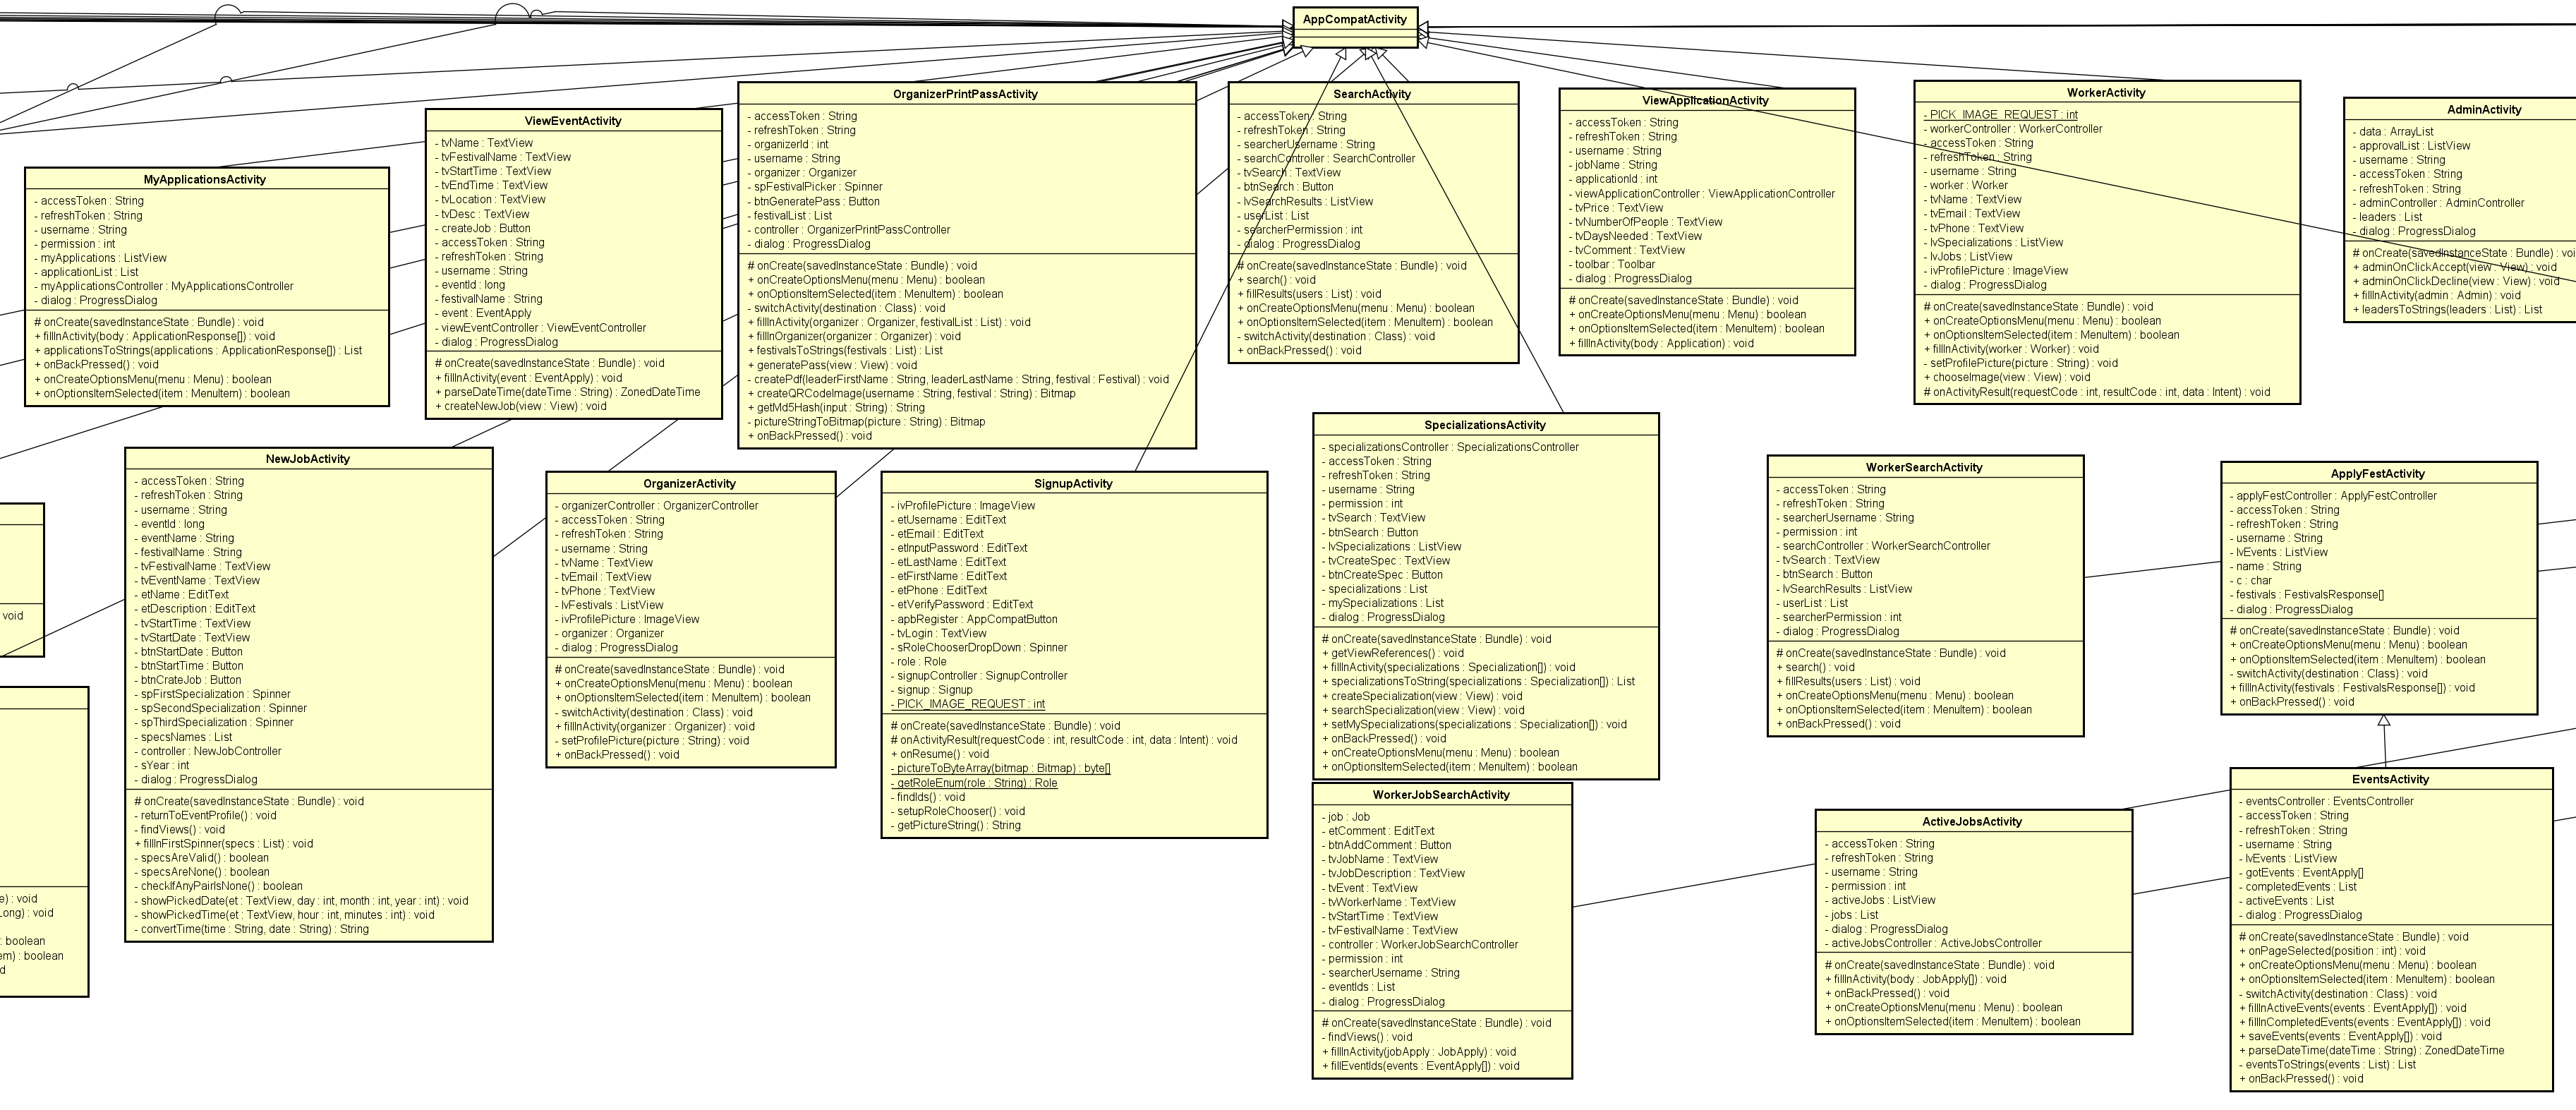 AppCompatActivity
MyApplicationsActivity
- accessToken : String
- refreshToken : String
- username : String
- permission : int
- myApplications : ListView
- applicationList : List
- myApplicationsController : MyApplicationsController
- dialog : ProgressDialog
# onCreate(savedInstanceState : Bundle) : void
+ fillInActivity(body : ApplicationResponse[]) : void
+ applicationsToStrings(applications : ApplicationResponse[]) : List
+ onBackPressed() : void
+ onCreateOptionsMenu(menu : Menu) : boolean
+ onOptionsItemSelected(item : MenuItem) : boolean
ViewEventActivity
- tvName : TextView
- tvFestivalName : TextView
- tvStartTime : TextView
- tvEndTime : TextView
- tvLocation : TextView
- tvDesc : TextView
- createJob : Button
- accessToken : String
- refreshToken : String
- username : String
- eventId : long
- festivalName : String
- event : EventApply
- viewEventController : ViewEventController
- dialog : ProgressDialog
# onCreate(savedInstanceState : Bundle) : void
+ fillInActivity(event : EventApply) : void
+ parseDateTime(dateTime : String) : ZonedDateTime
+ createNewJob(view : View) : void
OrganizerPrintPassActivity
- accessToken : String
- refreshToken : String
- organizerId : int
- username : String
- organizer : Organizer
- spFestivalPicker : Spinner
- btnGeneratePass : Button
- festivalList : List
- controller : OrganizerPrintPassController
- dialog : ProgressDialog
# onCreate(savedInstanceState : Bundle) : void
+ onCreateOptionsMenu(menu : Menu) : boolean
+ onOptionsItemSelected(item : MenuItem) : boolean
- switchActivity(destination : Class) : void
+ fillInActivity(organizer : Organizer, festivalList : List) : void
+ fillInOrganizer(organizer : Organizer) : void
+ festivalsToStrings(festivals : List) : List
+ generatePass(view : View) : void
- createPdf(leaderFirstName : String, leaderLastName : String, festival : Festival) : void
+ createQRCodeImage(username : String, festival : String) : Bitmap
+ getMd5Hash(input : String) : String
- pictureStringToBitmap(picture : String) : Bitmap
+ onBackPressed() : void
SearchActivity
- accessToken : String
- refreshToken : String
- searcherUsername : String
- searchController : SearchController
- tvSearch : TextView
- btnSearch : Button
- lvSearchResults : ListView
- userList : List
- searcherPermission : int
- dialog : ProgressDialog
# onCreate(savedInstanceState : Bundle) : void
+ search() : void
+ fillResults(users : List) : void
+ onCreateOptionsMenu(menu : Menu) : boolean
+ onOptionsItemSelected(item : MenuItem) : boolean
- switchActivity(destination : Class) : void
+ onBackPressed() : void
ViewApplicationActivity
- accessToken : String
- refreshToken : String
- username : String
- jobName : String
- applicationId : int
- viewApplicationController : ViewApplicationController
- tvPrice : TextView
- tvNumberOfPeople : TextView
- tvDaysNeeded : TextView
- tvComment : TextView
- toolbar : Toolbar
- dialog : ProgressDialog
# onCreate(savedInstanceState : Bundle) : void
+ onCreateOptionsMenu(menu : Menu) : boolean
+ onOptionsItemSelected(item : MenuItem) : boolean
+ fillInActivity(body : Application) : void
WorkerActivity
- PICK_IMAGE_REQUEST : int
- workerController : WorkerController
- accessToken : String
- refreshToken : String
- username : String
- worker : Worker
- tvName : TextView
- tvEmail : TextView
- tvPhone : TextView
- lvSpecializations : ListView
- lvJobs : ListView
- ivProfilePicture : ImageView
- dialog : ProgressDialog
# onCreate(savedInstanceState : Bundle) : void
+ onCreateOptionsMenu(menu : Menu) : boolean
+ onOptionsItemSelected(item : MenuItem) : boolean
+ fillInActivity(worker : Worker) : void
- setProfilePicture(picture : String) : void
+ chooseImage(view : View) : void
# onActivityResult(requestCode : int, resultCode : int, data : Intent) : void
AdminActivity
- data : ArrayList
- approvalList : ListView
- username : String
- accessToken : String
- refreshToken : String
- adminController : AdminController
- leaders : List
- dialog : ProgressDialog
# onCreate(savedInstanceState : Bundle) : voi
+ adminOnClickAccept(view : View) : void
+ adminOnClickDecline(view : View) : void
+ fillInActivity(admin : Admin) : void
+ leadersToStrings(leaders : List) : List
void
e) : void
Long) : void
: boolean
em) : boolean
d
NewJobActivity
- accessToken : String
- refreshToken : String
- username : String
- eventId : long
- eventName : String
- festivalName : String
- tvFestivalName : TextView
- tvEventName : TextView
- etName : EditText
- etDescription : EditText
- tvStartTime : TextView
- tvStartDate : TextView
- btnStartDate : Button
- btnStartTime : Button
- btnCrateJob : Button
- spFirstSpecialization : Spinner
- spSecondSpecialization : Spinner
- spThirdSpecialization : Spinner
- specsNames : List
- controller : NewJobController
- sYear : int
- dialog : ProgressDialog
# onCreate(savedInstanceState : Bundle) : void
- returnToEventProfile() : void
- findViews() : void
+ fillInFirstSpinner(specs : List) : void
- specsAreValid() : boolean
- specsAreNone() : boolean
- checkIfAnyPairIsNone() : boolean
- showPickedDate(et : TextView, day : int, month : int, year : int) : void
- showPickedTime(et : TextView, hour : int, minutes : int) : void
- convertTime(time : String, date : String) : String
OrganizerActivity
- organizerController : OrganizerController
- accessToken : String
- refreshToken : String
- username : String
- tvName : TextView
- tvEmail : TextView
- tvPhone : TextView
- lvFestivals : ListView
- ivProfilePicture : ImageView
- organizer : Organizer
- dialog : ProgressDialog
# onCreate(savedInstanceState : Bundle) : void
+ onCreateOptionsMenu(menu : Menu) : boolean
+ onOptionsItemSelected(item : MenuItem) : boolean
- switchActivity(destination : Class) : void
+ fillInActivity(organizer : Organizer) : void
- setProfilePicture(picture : String) : void
+ onBackPressed() : void
SignupActivity
- ivProfilePicture : ImageView
- etUsername : EditText
- etEmail : EditText
- etInputPassword : EditText
- etLastName : EditText
- etFirstName : EditText
- etPhone : EditText
- etVerifyPassword : EditText
- apbRegister : AppCompatButton
- tvLogin : TextView
- sRoleChooserDropDown : Spinner
- role : Role
- signupController : SignupController
- signup : Signup
- PICK_IMAGE_REQUEST : int
# onCreate(savedInstanceState : Bundle) : void
# onActivityResult(requestCode : int, resultCode : int, data : Intent) : void
+ onResume() : void
- pictureToByteArray(bitmap : Bitmap) : byte[]
- getRoleEnum(role : String) : Role
- findIds() : void
- setupRoleChooser() : void
- getPictureString() : String
SpecializationsActivity
- specializationsController : SpecializationsController
- accessToken : String
- refreshToken : String
- username : String
- permission : int
- tvSearch : TextView
- btnSearch : Button
- lvSpecializations : ListView
- tvCreateSpec : TextView
- btnCreateSpec : Button
- specializations : List
- mySpecializations : List
- dialog : ProgressDialog
# onCreate(savedInstanceState : Bundle) : void
+ getViewReferences() : void
+ fillInActivity(specializations : Specialization[]) : void
+ specializationsToString(specializations : Specialization[]) : List
+ createSpecialization(view : View) : void
+ searchSpecialization(view : View) : void
+ setMySpecializations(specializations : Specialization[]) : void
+ onBackPressed() : void
+ onCreateOptionsMenu(menu : Menu) : boolean
+ onOptionsItemSelected(item : MenuItem) : boolean
WorkerJobSearchActivity
- job : Job
- etComment : EditText
- btnAddComment : Button
- tvJobName : TextView
- tvJobDescription : TextView
- tvEvent : TextView
- tvWorkerName : TextView
- tvStartTime : TextView
- tvFestivalName : TextView
- controller : WorkerJobSearchController
- permission : int
- searcherUsername : String
- eventIds : List
- dialog : ProgressDialog
# onCreate(savedInstanceState : Bundle) : void
- findViews() : void
+ fillInActivity(jobApply : JobApply) : void
+ fillEventIds(events : EventApply[]) : void
WorkerSearchActivity
- accessToken : String
- refreshToken : String
- searcherUsername : String
- permission : int
- searchController : WorkerSearchController
- tvSearch : TextView
- btnSearch : Button
- lvSearchResults : ListView
- userList : List
- searcherPermission : int
- dialog : ProgressDialog
# onCreate(savedInstanceState : Bundle) : void
+ search() : void
+ fillResults(users : List) : void
+ onCreateOptionsMenu(menu : Menu) : boolean
+ onOptionsItemSelected(item : MenuItem) : boolean
+ onBackPressed() : void
ActiveJobsActivity
- accessToken : String
- refreshToken : String
- username : String
- permission : int
- activeJobs : ListView
- jobs : List
- dialog : ProgressDialog
- activeJobsController : ActiveJobsController
# onCreate(savedInstanceState : Bundle) : void
+ fillInActivity(body : JobApply[]) : void
+ onBackPressed() : void
+ onCreateOptionsMenu(menu : Menu) : boolean
+ onOptionsItemSelected(item : MenuItem) : boolean
ApplyFestActivity
- applyFestController : ApplyFestController
- accessToken : String
- refreshToken : String
- username : String
- lvEvents : ListView
- name : String
- c : char
- festivals : FestivalsResponse[]
- dialog : ProgressDialog
# onCreate(savedInstanceState : Bundle) : void
+ onCreateOptionsMenu(menu : Menu) : boolean
+ onOptionsItemSelected(item : MenuItem) : boolean
- switchActivity(destination : Class) : void
+ fillInActivity(festivals : FestivalsResponse[]) : void
+ onBackPressed() : void
EventsActivity
- eventsController : EventsController
- accessToken : String
- refreshToken : String
- username : String
- lvEvents : ListView
- gotEvents : EventApply[]
- completedEvents : List
- activeEvents : List
- dialog : ProgressDialog
# onCreate(savedInstanceState : Bundle) : void
+ onPageSelected(position : int) : void
+ onCreateOptionsMenu(menu : Menu) : boolean
+ onOptionsItemSelected(item : MenuItem) : boolean
- switchActivity(destination : Class) : void
+ fillInActiveEvents(events : EventApply[]) : void
+ fillInCompletedEvents(events : EventApply[]) : void
+ saveEvents(events : EventApply[]) : void
+ parseDateTime(dateTime : String) : ZonedDateTime
- eventsToStrings(events : List) : List
+ onBackPressed() : void